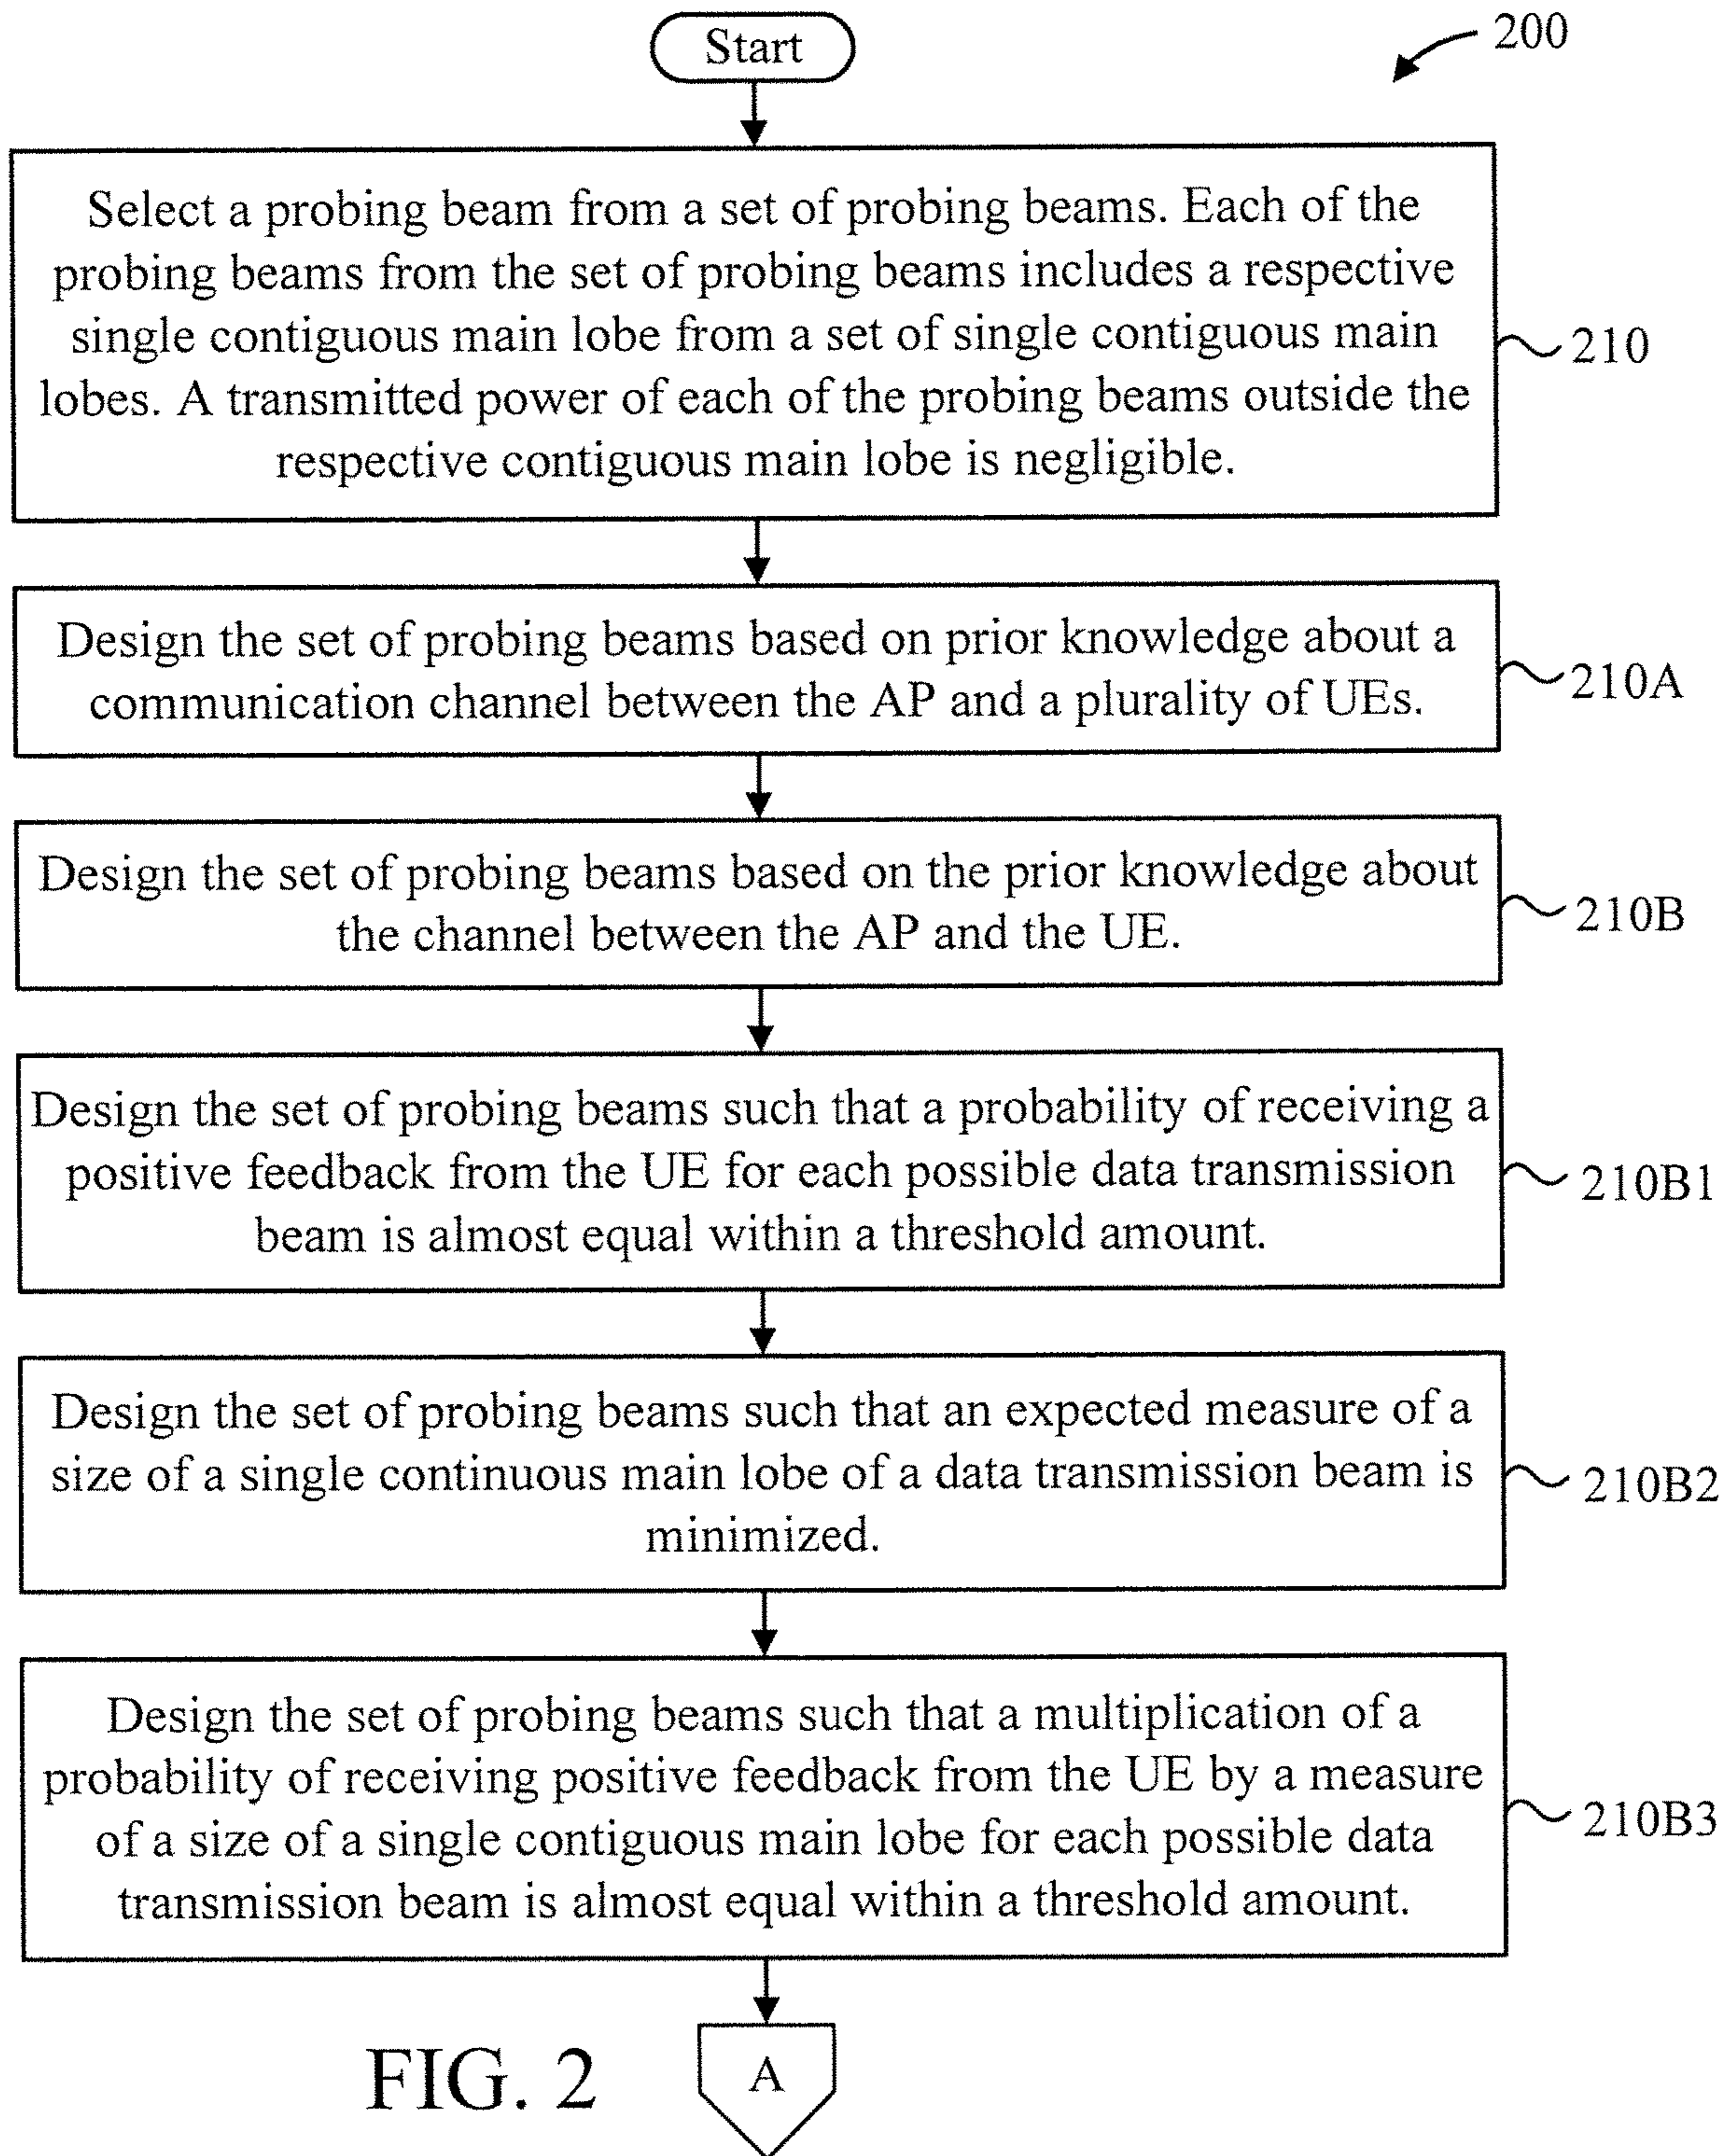 Start
200
Select a probing beam from a set of probing beams. Each of the
probing beams from the set of probing beams includes a respective
single contiguous main lobe from a set of single contiguous main
lobes. A transmitted power of each of the probing beams outside the
respective contiguous main lobe is negligible.
210
Design the set of probing beams based on prior knowledge about a
communication channel between the AP and a plurality of UEs.
210A
Design the set of probing beams based on the prior knowledge about
the channel between the AP and the UE.
210B
Design the set of probing beams such that a probability of receiving a
positive feedback from the UE for each possible data transmission
beam is almost equal within a threshold amount.
210B1
Design the set of probing beams such that an expected measure of a
size of a single continuous main lobe of a data transmission beam is
minimized.
210B2
Design the set of probing beams such that a multiplication of a
probability of receiving positive feedback from the UE by a measure
of a size of a single contiguous main lobe for each possible data
transmission beam is almost equal within a threshold amount.
210B3
FIG. 2
A